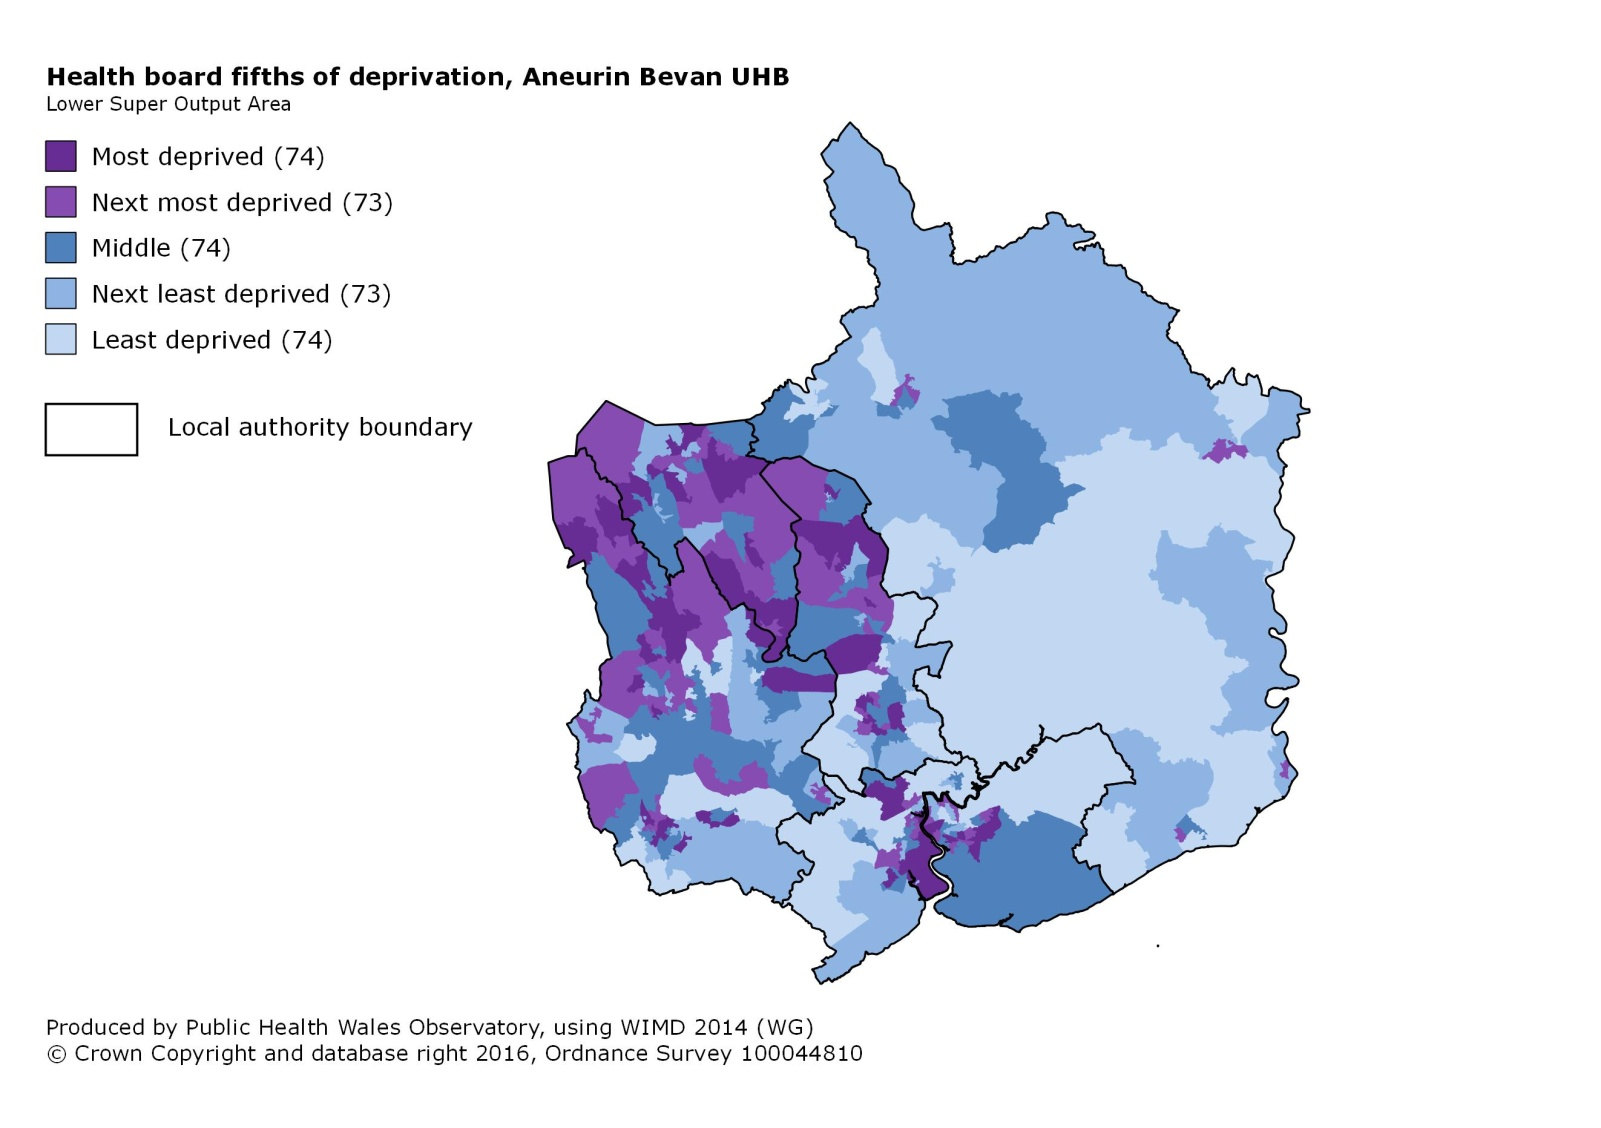 Health board fifths of deprivation, Aneurin Bevan UHB
Lower Super Output Area
Most deprived (74)
Next most deprived (73)
Middle (74)
Next least deprived (73)
Least deprived (74)
Local authority boundary
Produced by Public Health Wales Observatory, using WIMD 2014 (WG)
© Crown Copyright and database right 2016, Ordnance Survey 100044810